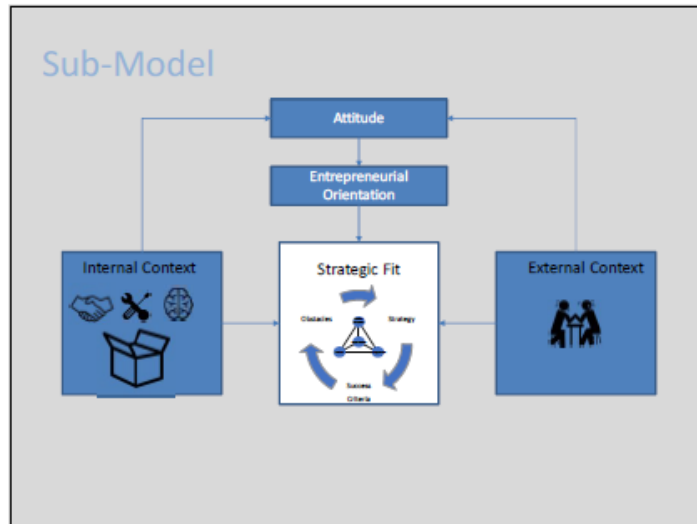 Sub-Model
Attitude
Entrepreneurial
Orientation
Internal Context
Strategic Fit
External Context
Obstacles
Strategy
Success
Criteria